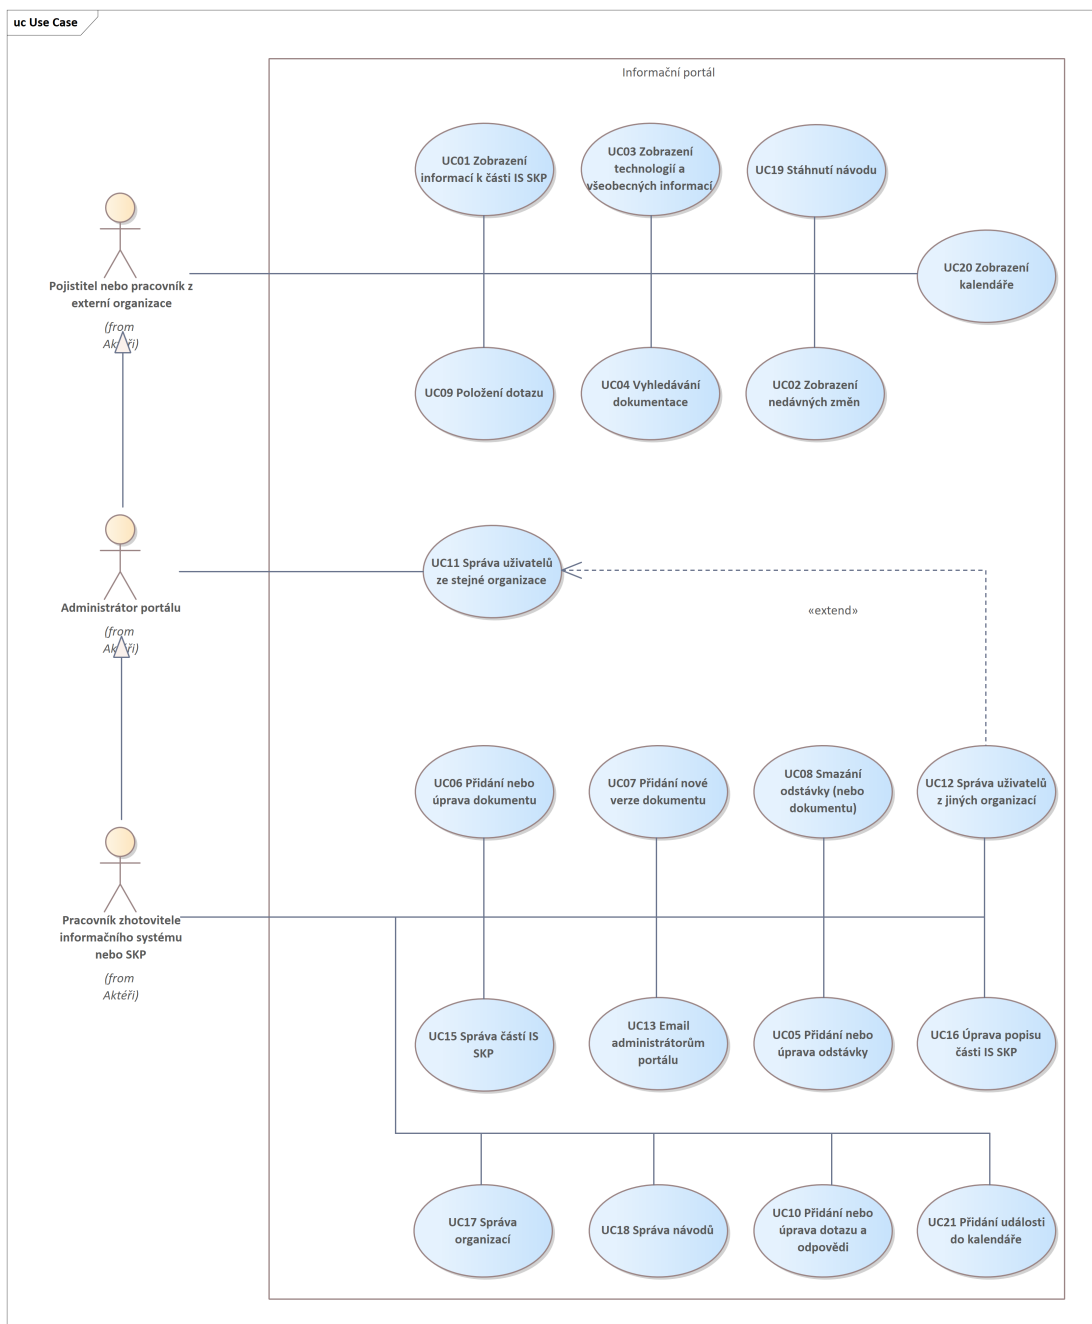 uc Use Case
Informační portál
UC01 Zobrazení
informací k části IS SKP
UC03 Zobrazení
technologií a
všeobecných informací
UC19 Stáhnutí návodu
UC20 Zobrazení
kalendáře
Pojistitel nebo pracovník z
externí organizace
(from
Aktéři)
UC09 Položení dotazu
UC04 Vyhledávání
dokumentace
UC02 Zobrazení
nedávných změn
UC11 Správa uživatelů
ze stejné organizace
«extend»
Administrátor portálu
(from
Aktéři)
UC06 Přidání nebo
úprava dokumentu
UC07 Přidání nové
verze dokumentu
UC08 Smazání
odstávky (nebo
dokumentu)
UC12 Správa uživatelů
z jiných organizací
Pracovník zhotovitele
informačního systému
nebo SKP
(from
Aktéři)
UC15 Správa částí IS
SKP
UC13 Email
administrátorům
portálu
UC05 Přidání nebo
úprava odstávky
UC16 Úprava popisu
části IS SKP
UC17 Správa
organizací
UC18 Správa návodů
UC10 Přidání nebo
úprava dotazu a
odpovědi
UC21 Přidání události
do kalendáře